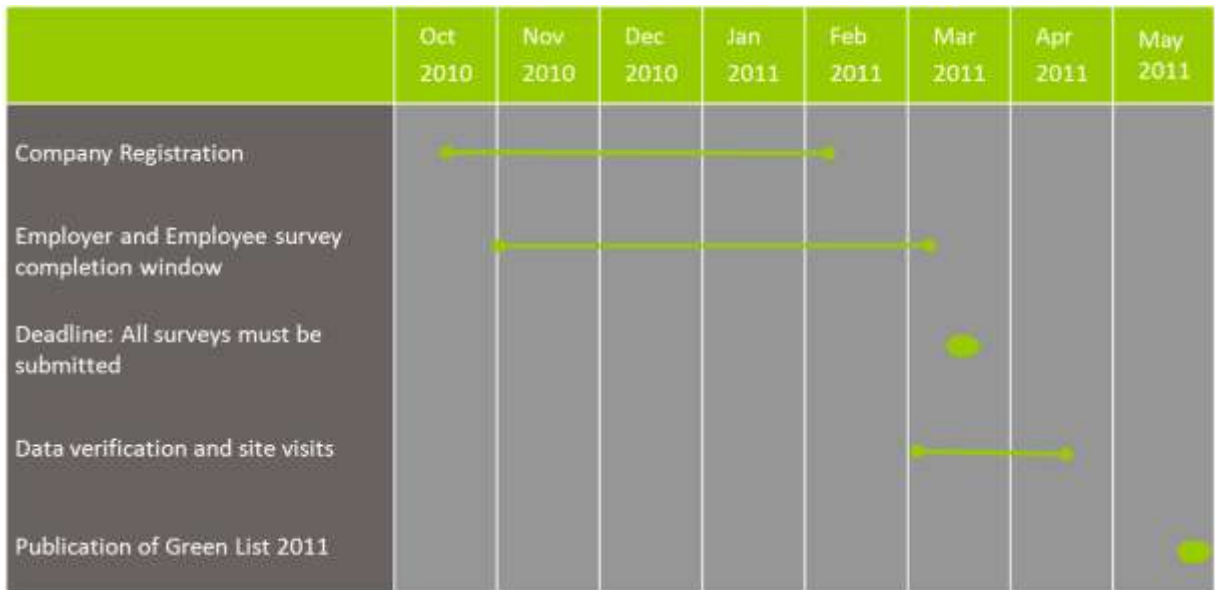 Oct Nov Dec Jan Feb Mar Apr May
2010 2010 2010 2011 2011 2011 2011 2011
Company Registration
Employer and Employee survey
completion window
Deadline: All surveys must be
submitted
Data verification and site visits
Publication of Green List 2011